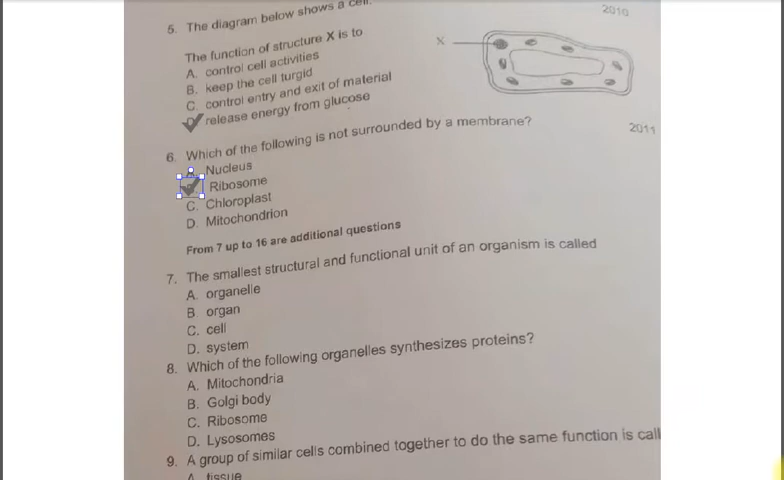 5. The diagram below shows a cell.
2010
The function of structure X is to
X
A. control cell activities
B. keep the cell turgid
C. control entry and exit of material
release energy from glucose
6. Which of the following is not surrounded by a membrane?
2011
A. Nucleus
Ribosome
C. Chloroplast
D. Mitochondrion
From 7 up to 16 are additional questions
7. The smallest structural and functional unit of an organism is called
A. organelle
B organ
C. cell
D. system
8. Which of the following organelles synthesizes proteins?
A. Mitochondria
B. Golgi body
C. Ribosome
D. Lysosomes
9. A group of similar cells combined together to do the same function is call
A. tissue